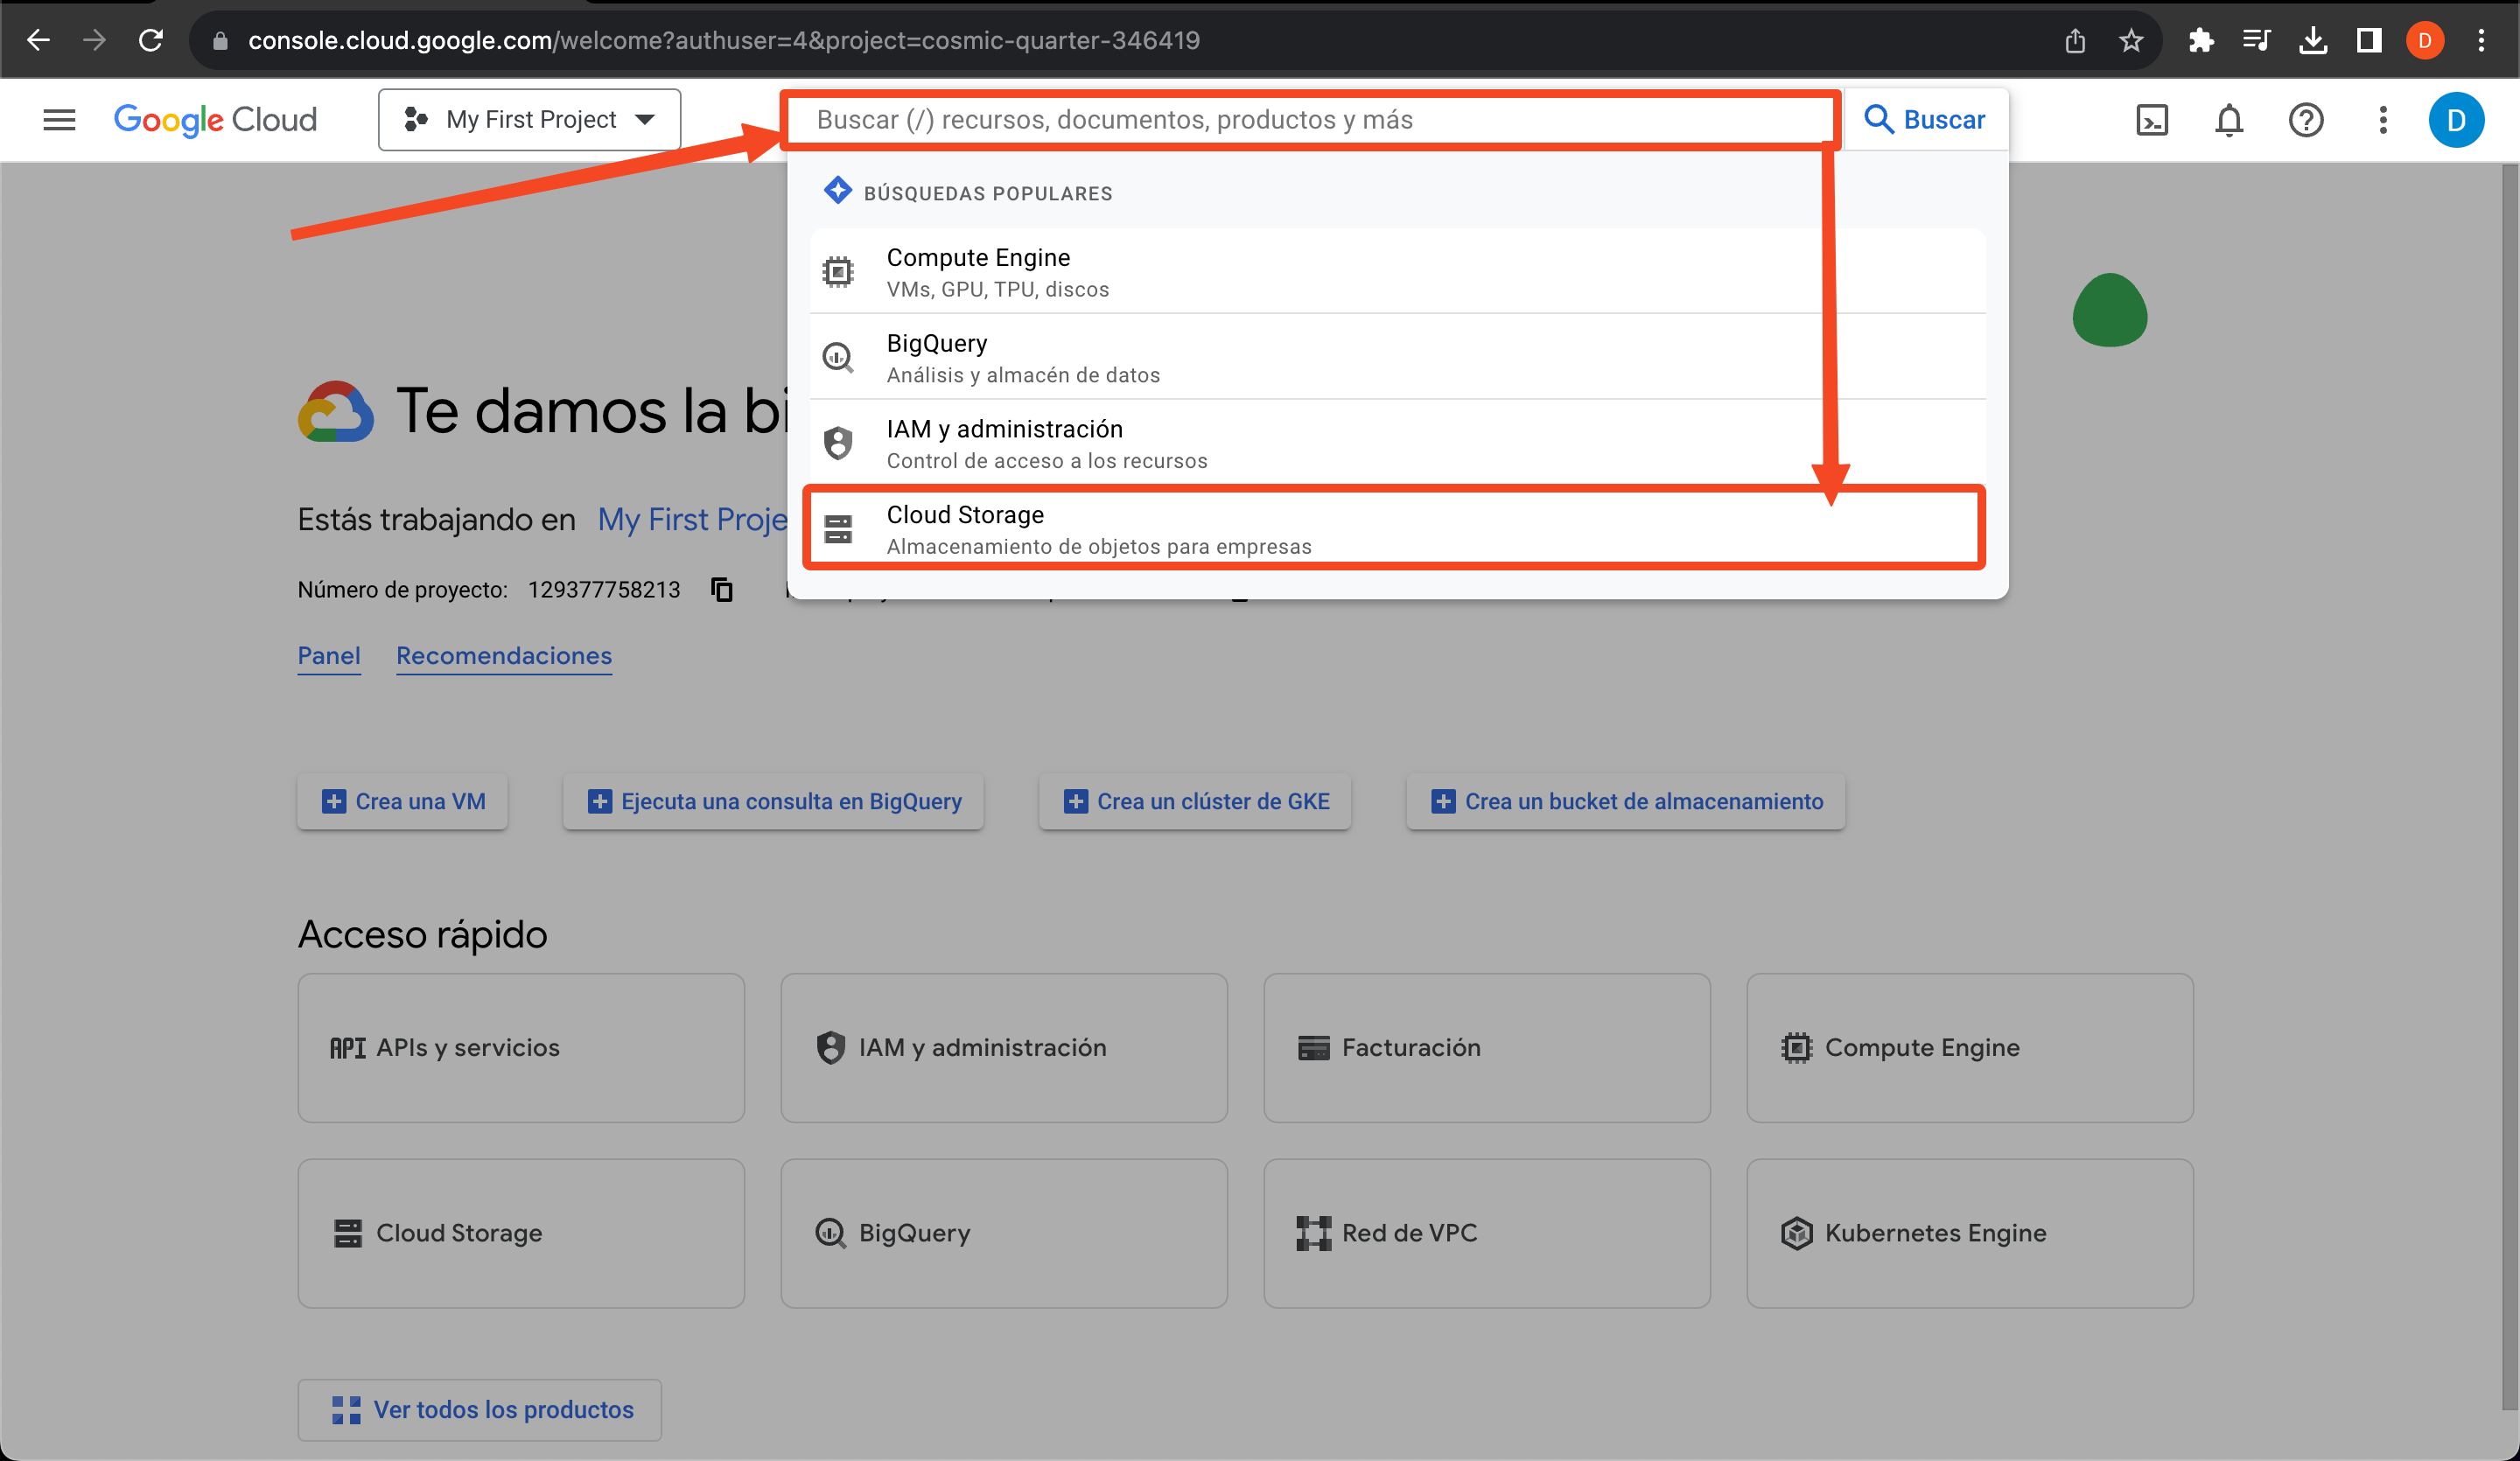 console.cloud.google.com/welcome?authuser=4&project=cosmic-quarter-346419
D
Google Cloud
My First Project
Buscar (/) recursos, documentos, productos y más
Buscar
D
BÚSQUEDAS POPULARES
Compute Engine
VMs, GPU, TPU, discos
BigQuery
Análisis y almacén de datos
IAM y administración
Control de acceso a los recursos
Cloud Storage
Almacenamiento de objetos para empresas
Te damos la bi
Estás trabajando en My First Proje
Número de proyecto: 129377758213
Panel Recomendaciones
Crea una VM
Ejecuta una consulta en BigQuery
Crea un clúster de GKE
Crea un bucket de almacenamiento
Acceso rápido
API APIs y servicios
IAM y administración
Facturación
Compute Engine
Cloud Storage
BigQuery
Red de VPC
Kubernetes Engine
Ver todos los productos